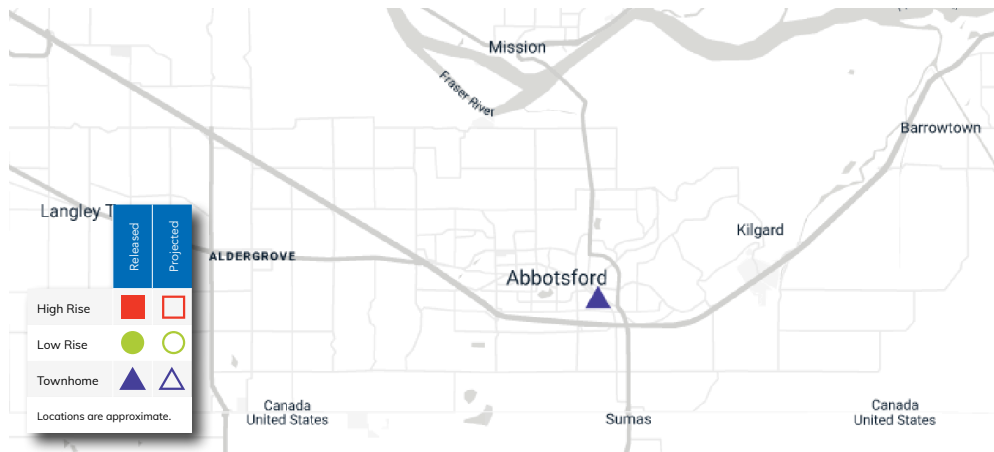 Mission
Fraser River
Barrowtown
Langley T
Kilgard
ALDERGROVE
Abbotsford
Released
Projected
High Rise
Low Rise
Townhome
Locations are approximate.
Canada
United States
Sumas
Canada
United States